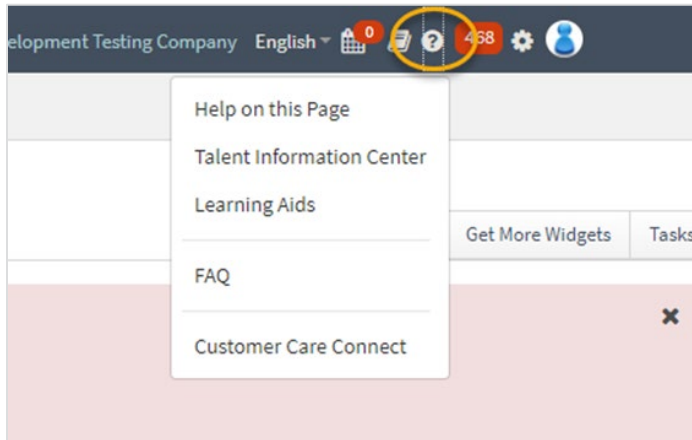 elopment Testing Company English 0 ? 468
Help on this Page
Talent Information Center
Learning Aids
Get More Widgets Tasks
FAQ
Customer Care Connect